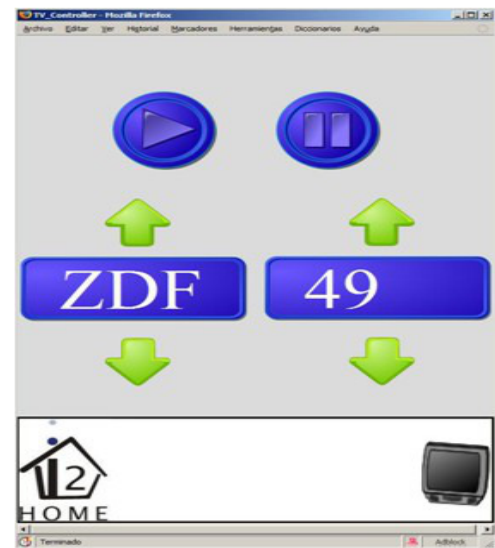 TV_Controller - Mozilla Firefox
Archivo Editar Ver Historial Marcadores Herramientas Diccionarios Ayuda
ZDF 49
2
HOME
Terminado Adblock